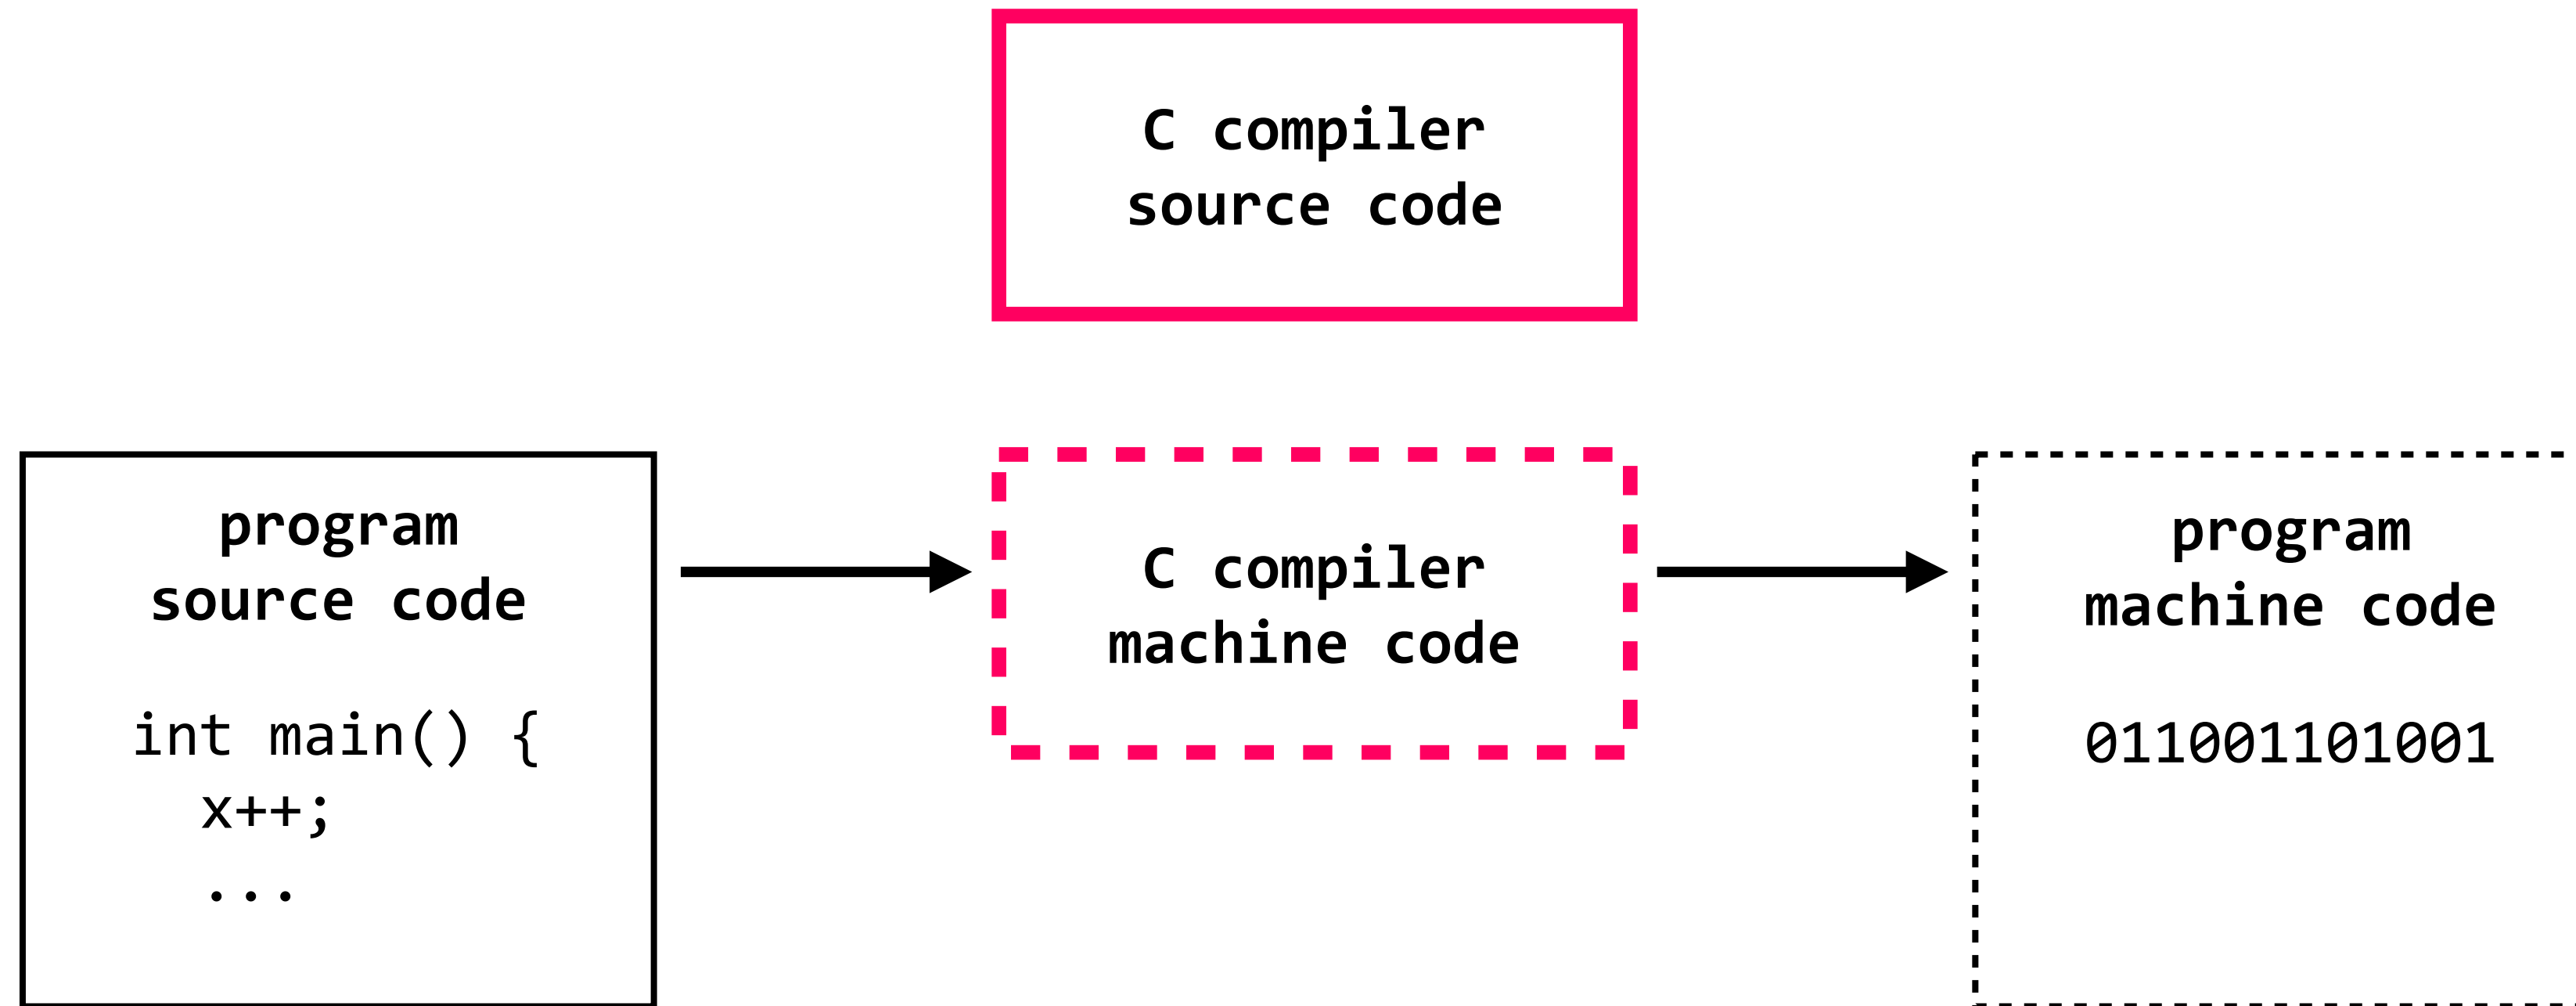 C compiler
source code
program
source code
int main() {
x++;
...
C compiler
machine code
program
machine code
011001101001